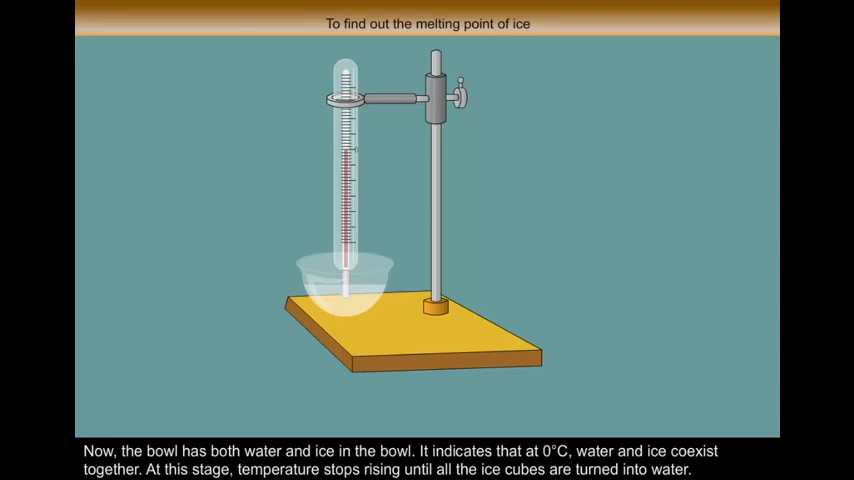 To find out the melting point of ice
Now, the bowl has both water and ice in the bowl. It indicates that at 0°C, water and ice coexist
together. At this stage, temperature stops rising until all the ice cubes are turned into water.